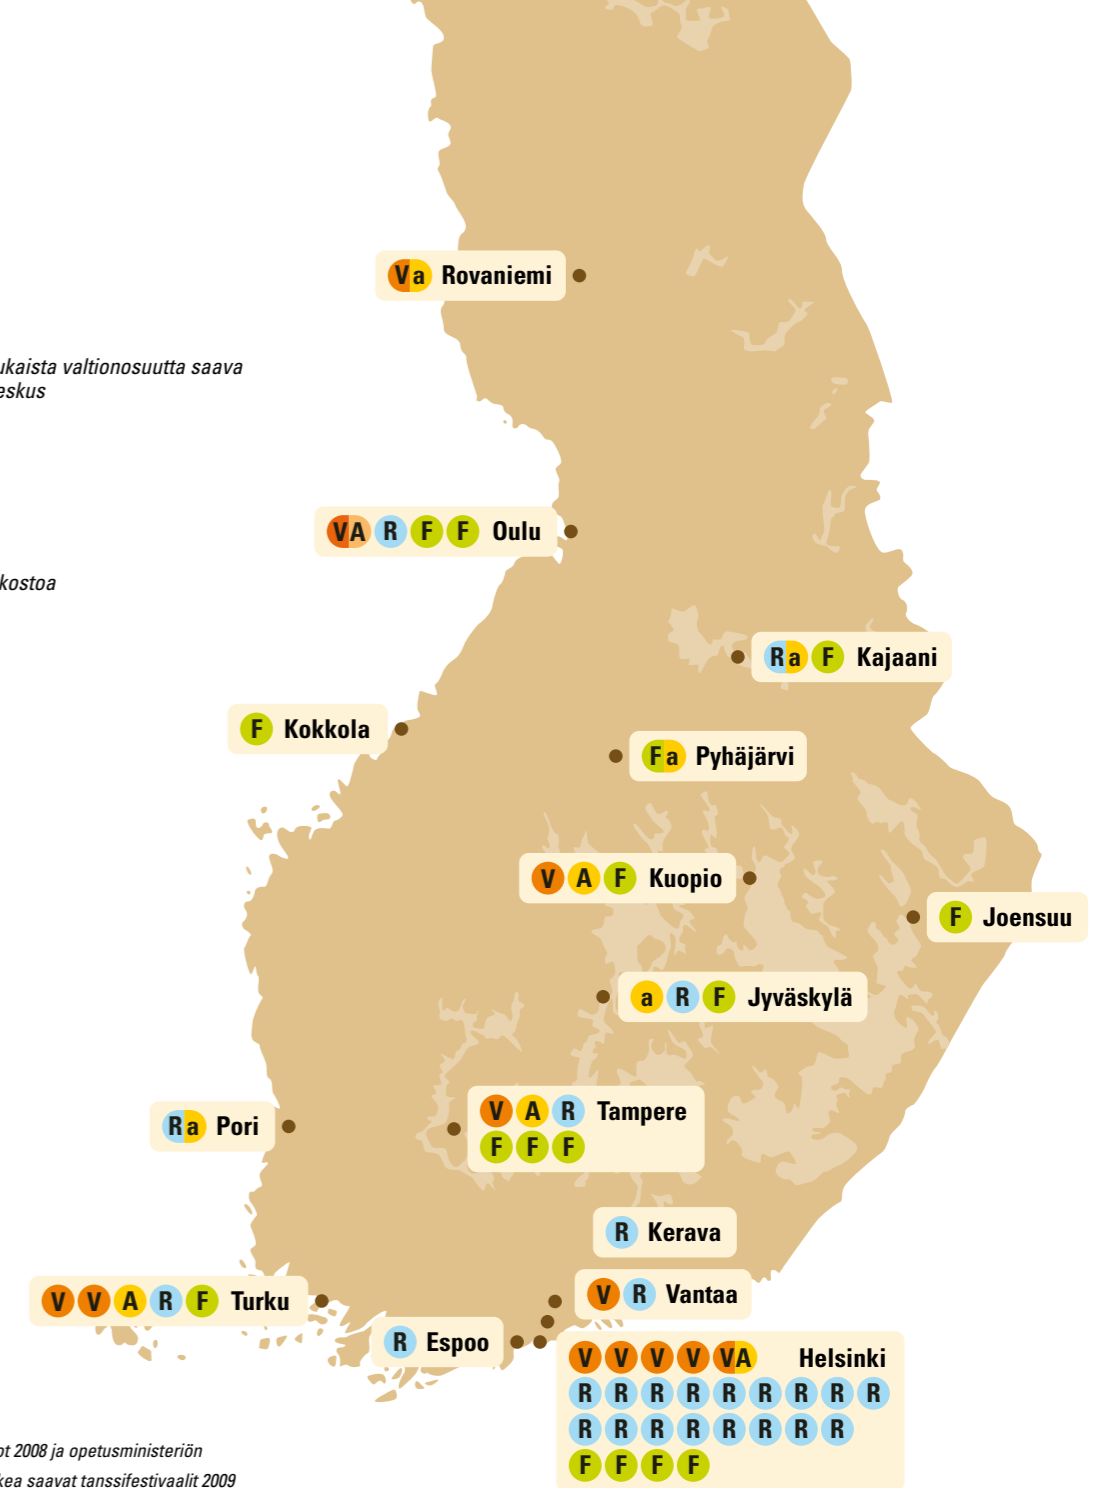 Va Rovaniemi
ukaista valtionosuutta saava
eskus
VA R F F Oulu
kostoa
Ra F Kajaani
F Kokkola
Fa Pyhäjärvi
V A F Kuopio
F Joensuu
a R F Jyväskylä
V A R Tampere
F F F
Ra Pori
R Kerava
V R Vantaa
V V A R F Turku
R Espoo
V V V V VA Helsinki
R R R R R R R R R
R R R R R R R R
F F F F
ot 2008 ja opetusministeriön
kea saavat tanssifestivaalit 2009